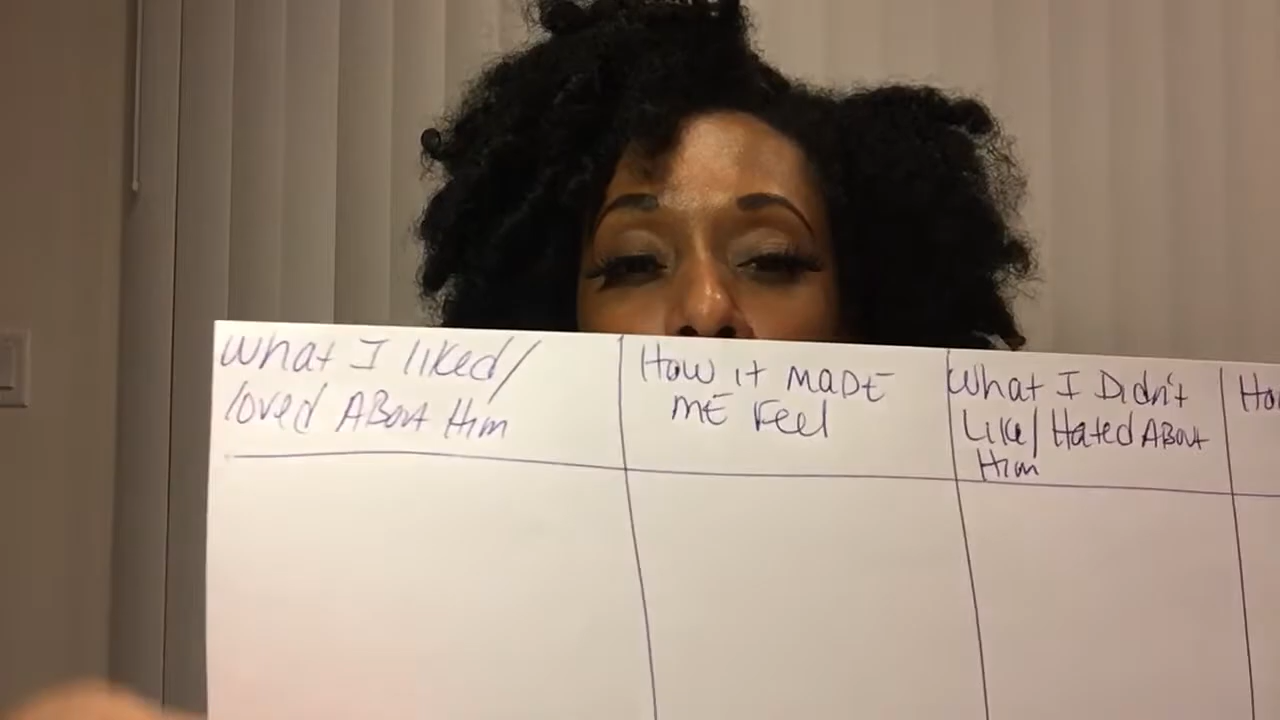 What I liked/
loved ABout Him
How it MADE
ME Feel
What I Didn't
Like/Hated ABout
Him